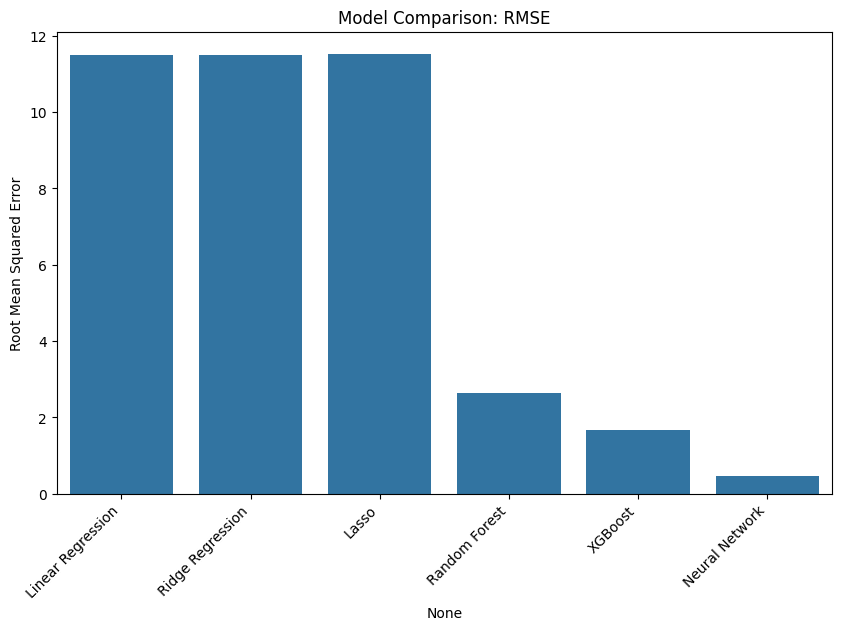 Model Comparison: RMSE
Root Mean Squared Error
12
10
8
6
4
2
0
Linear Regression
Ridge Regression
Lasso
Random Forest
XGBoost
Neural Network
None